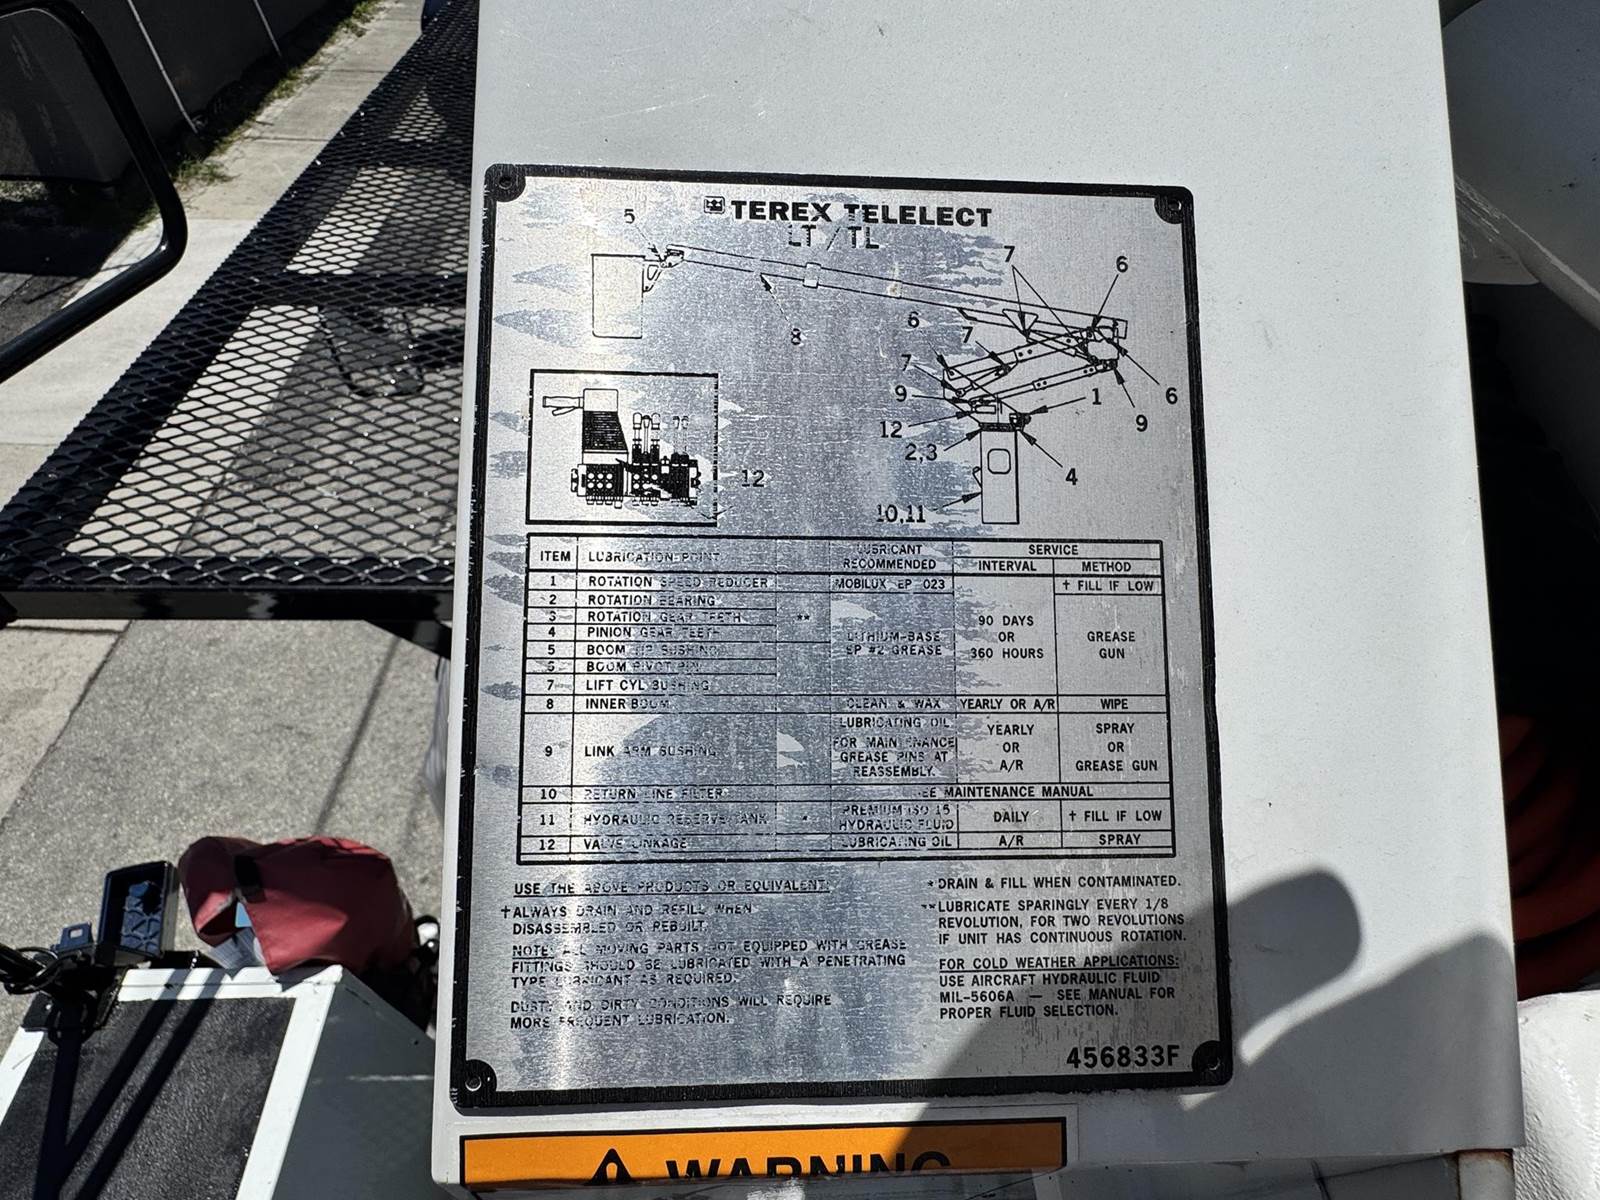 TEREX TELELECT
LT / TL
5
7
6
8
6
7
7
9
1
6
12
9
2,3
4
12
10,11
ITEM LUBRICATION POINT LUBRICANT RECOMMENDED SERVICE
INTERVAL METHOD
1 ROTATION SPEED REDUCER MOBILUX EP 023 † FILL IF LOW
2 ROTATION BEARING
3 ROTATION GEAR TEETH **
4 PINION GEAR TEETH
5 BOOM TIP BUSHING
6 BOOM PIVOT PIN
7 LIFT CYL BUSHING
LITHIUM-BASE
EP #2 GREASE
90 DAYS
OR
360 HOURS
GREASE
GUN
8 INNER BOOM CLEAN & WAX YEARLY OR A/R WIPE
9 LINK ARM BUSHING
LUBRICATING OIL
FOR MAINTENANCE
GREASE PINS AT
REASSEMBLY.
YEARLY
OR
A/R
SPRAY
OR
GREASE GUN
10 RETURN LINE FILTER SEE MAINTENANCE MANUAL
11 HYDRAULIC RESERVE TANK * PREMIUM ISO 15
HYDRAULIC FLUID DAILY † FILL IF LOW
12 VALVE LINKAGE LUBRICATING OIL A/R SPRAY
USE THE ABOVE PRODUCTS OR EQUIVALENT.
†ALWAYS DRAIN AND REFILL WHEN
DISASSEMBLED OR REBUILT.
NOTE: ALL MOVING PARTS NOT EQUIPPED WITH GREASE
FITTINGS SHOULD BE LUBRICATED WITH A PENETRATING
TYPE LUBRICANT AS REQUIRED.
DUSTY AND DIRTY CONDITIONS WILL REQUIRE
MORE FREQUENT LUBRICATION.
*DRAIN & FILL WHEN CONTAMINATED.
**LUBRICATE SPARINGLY EVERY 1/8
REVOLUTION, FOR TWO REVOLUTIONS
IF UNIT HAS CONTINUOUS ROTATION.
FOR COLD WEATHER APPLICATIONS:
USE AIRCRAFT HYDRAULIC FLUID
MIL-5606A — SEE MANUAL FOR
PROPER FLUID SELECTION.
456833F
WARNING